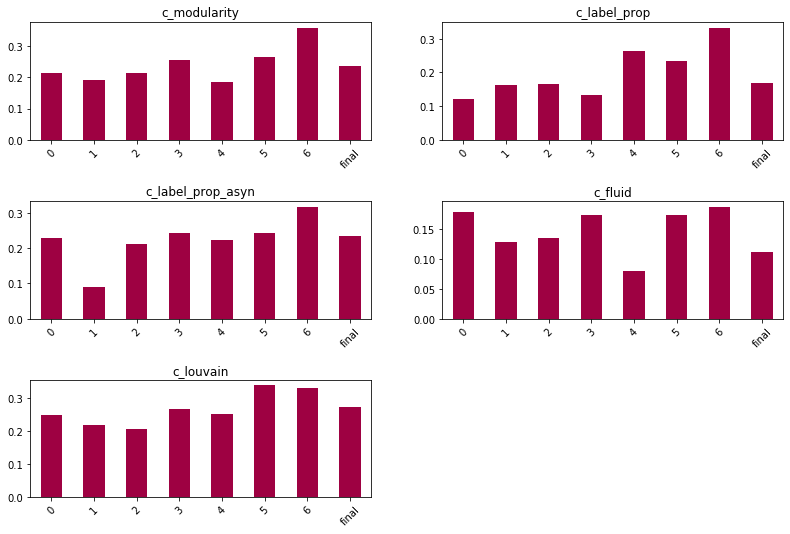 c_modularity
0.3
0.2
0.1
0.0
0 1 2 3 4 5 6 final
c_label_prop
0.3
0.2
0.1
0.0
0 1 2 3 4 5 6 final
c_label_prop_asyn
0.3
0.2
0.1
0.0
0 1 2 3 4 5 6 final
c_fluid
0.15
0.10
0.05
0.00
0 1 2 3 4 5 6 final
c_louvain
0.3
0.2
0.1
0.0
0 1 2 3 4 5 6 final